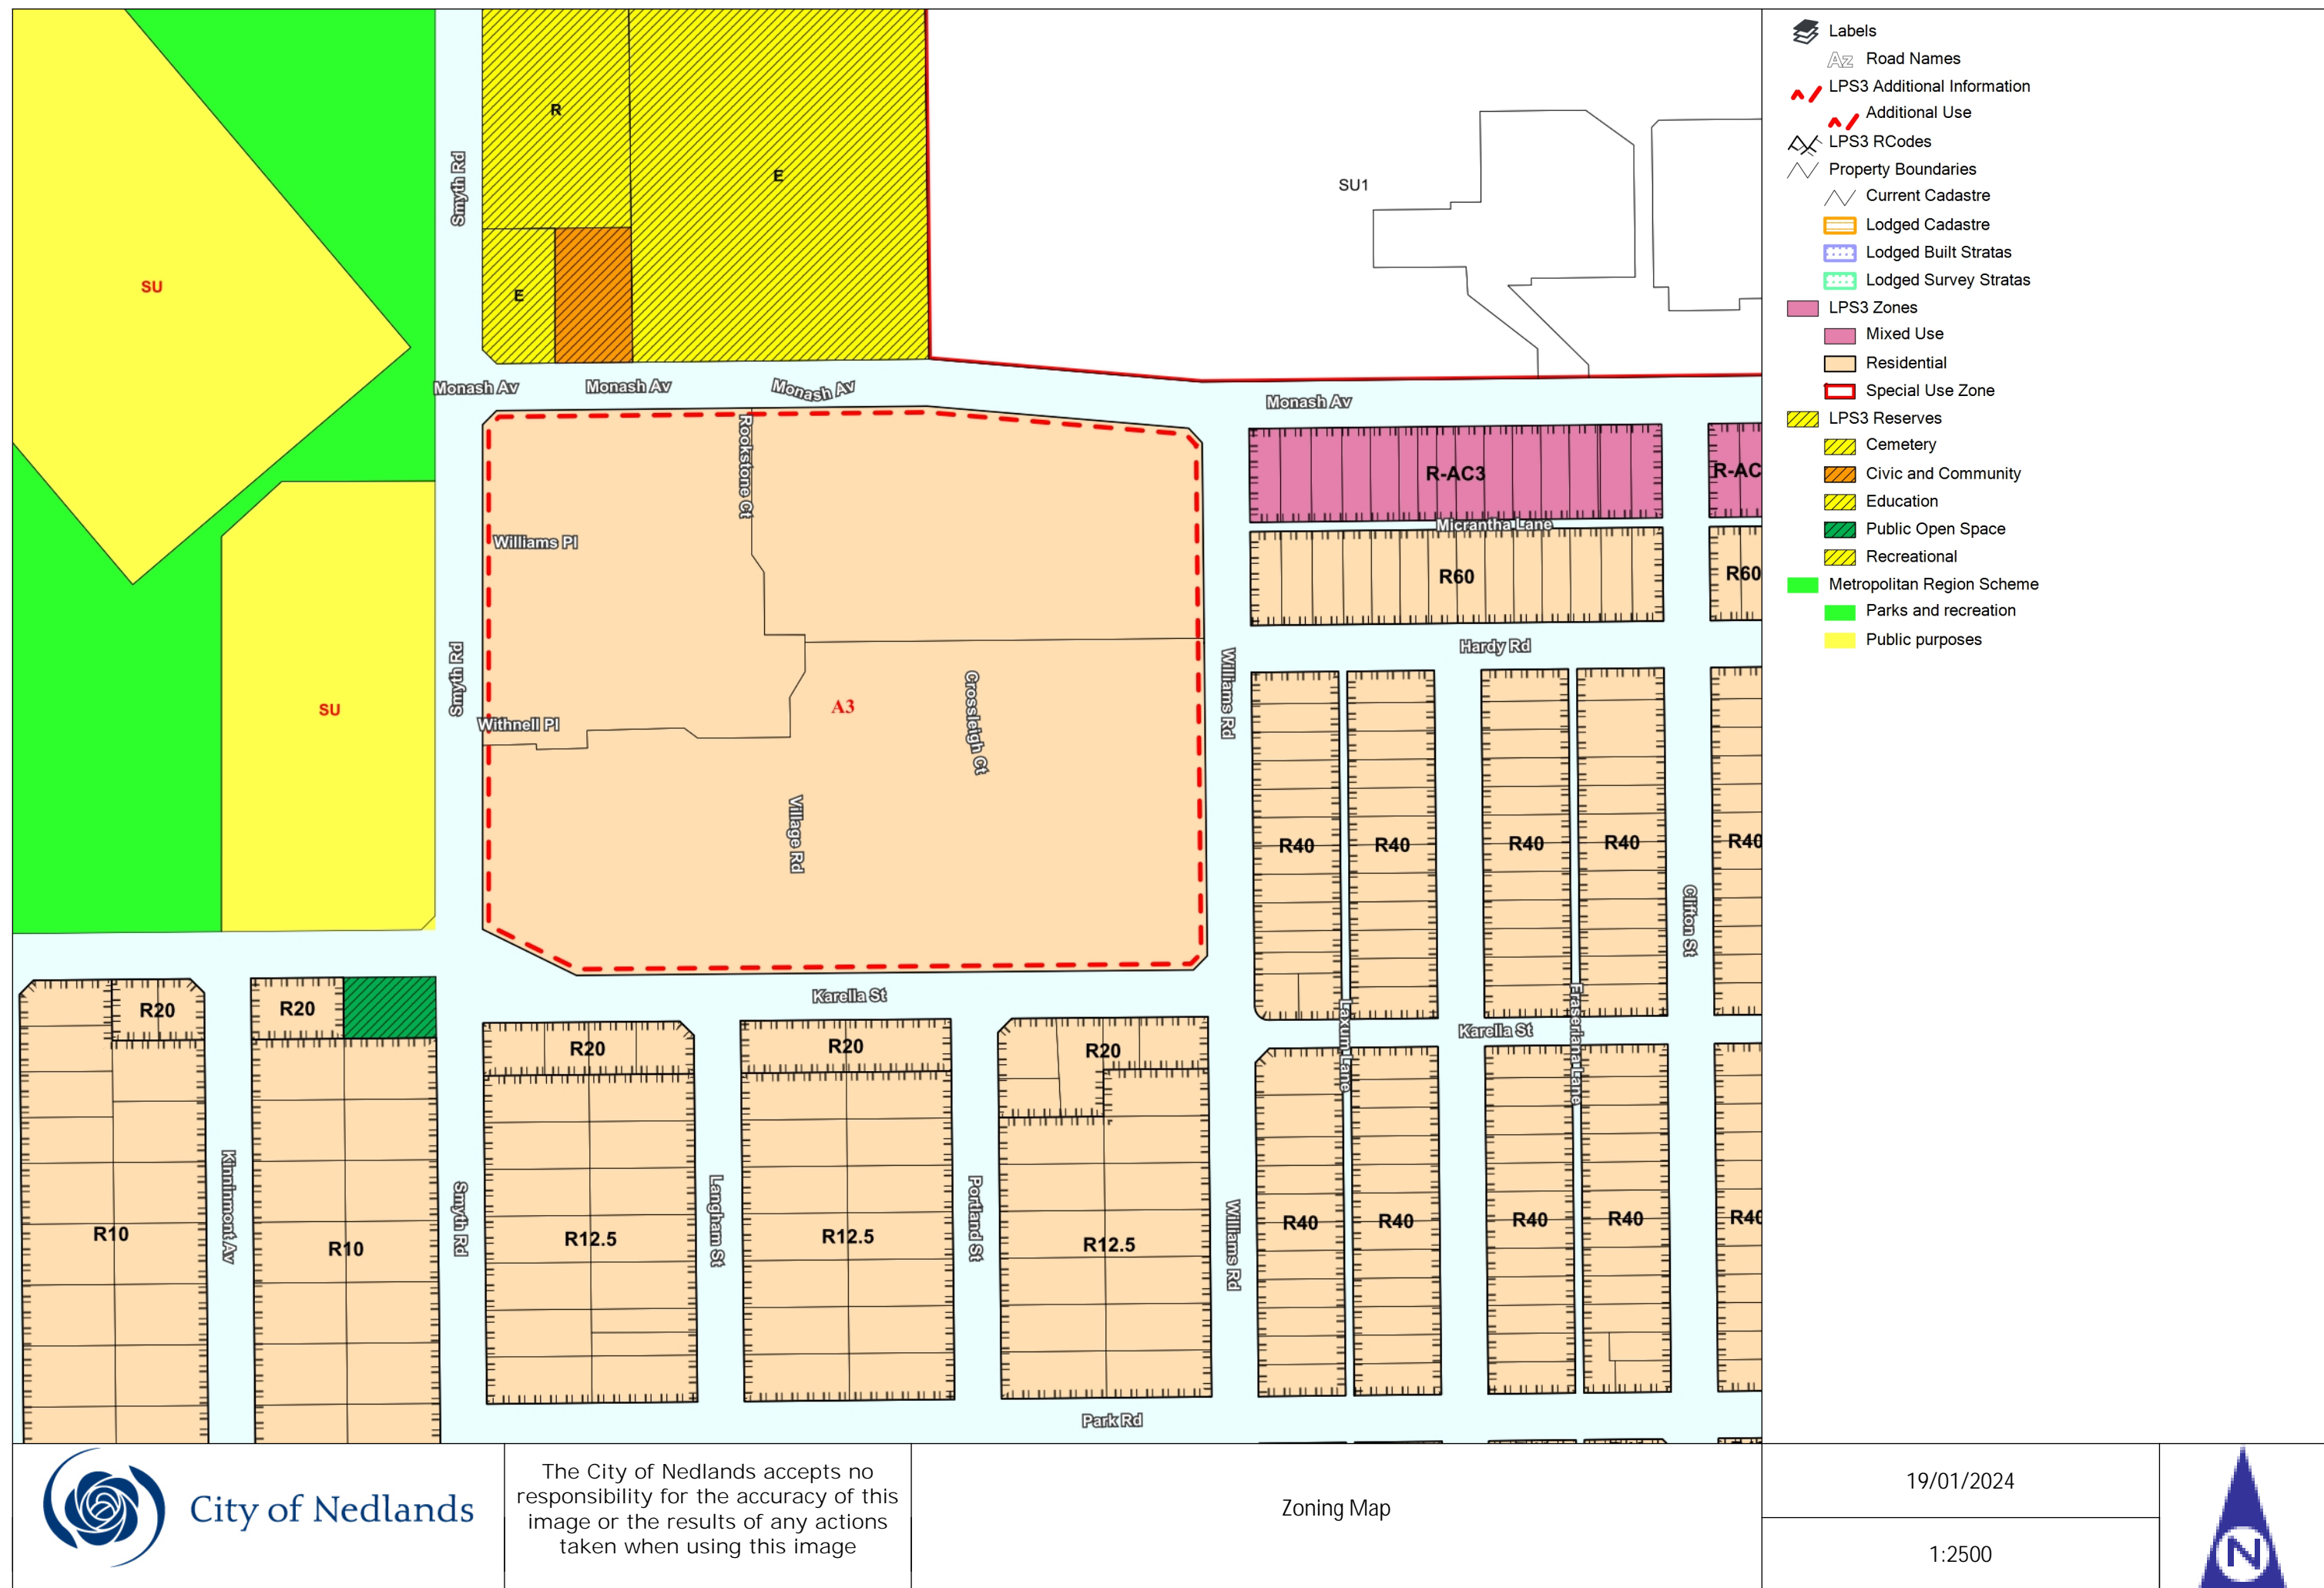 Labels
Road Names
LPS3 Additional Information
Additional Use
LPS3 RCodes
Property Boundaries
Current Cadastre
Lodged Cadastre
Lodged Built Stratas
Lodged Survey Stratas
LPS3 Zones
Mixed Use
Residential
Special Use Zone
LPS3 Reserves
Cemetery
Civic and Community
Education
Public Open Space
Recreational
Metropolitan Region Scheme
Parks and recreation
Public purposes
Az
R
E
Smyth Rd
SU1
SU
E
Monash Av
Monash Av
Monash Av
Monash Av
Rookstone Ct
R-AC3
R-AC
Micrantha Lane
Williams Pl
R60
R60
Hardy Rd
Smyth Rd
Williams Rd
SU
A3
Crossleigh Ct
Withnell Pl
Village Rd
R40
R40
R40
R40
R40
Clifton St
Karella St
R20
R20
Laxum Lane
Fraseriana Lane
Karella St
R20
R20
R20
Kinninmont Av
Smyth Rd
Langham St
Portland St
Williams Rd
R10
R10
R12.5
R12.5
R12.5
R40
R40
R40
R40
R40
Park Rd
City of Nedlands
The City of Nedlands accepts no
responsibility for the accuracy of this
image or the results of any actions
taken when using this image
Zoning Map
19/01/2024
1:2500
N